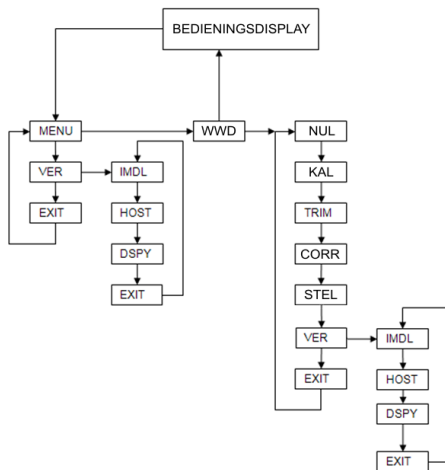 BEDIENINGSDISPLAY
MENU
WWD
NUL
VER
IMDL
KAL
EXIT
HOST
TRIM
DSPY
CORR
EXIT
STEL
VER
IMDL
EXIT
HOST
DSPY
EXIT